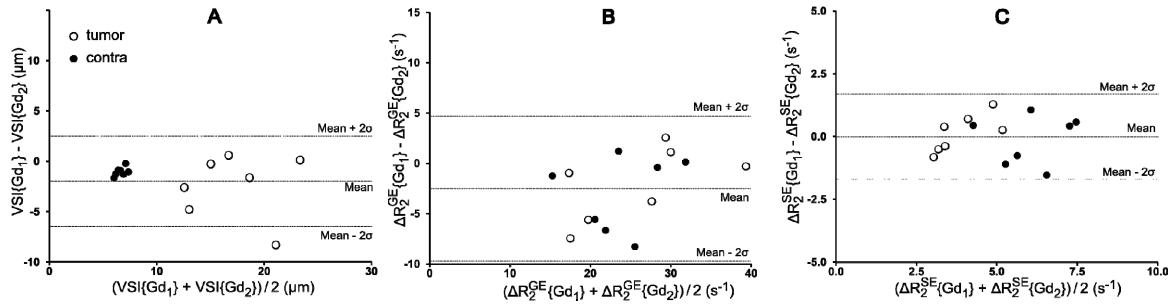 A
B
C
tumor
contra
VSI{Gd₁} - VSI{Gd₂} (µm)
15
10
5
0
-5
-10
Mean + 2σ
Mean
Mean - 2σ
0
10
20
30
(VSI{Gd₁} + VSI{Gd₂}) / 2 (µm)
ΔR₂ᴳᴱ{Gd₁} - ΔR₂ᴳᴱ{Gd₂} (s⁻¹)
15
10
5
0
-5
-10
Mean + 2σ
Mean
Mean - 2σ
0
10
20
30
40
(ΔR₂ᴳᴱ{Gd₁} + ΔR₂ᴳᴱ{Gd₂}) / 2 (s⁻¹)
ΔR₂ˢᴱ{Gd₁} - ΔR₂ˢᴱ{Gd₂} (s⁻¹)
5.0
2.5
0.0
-2.5
-5.0
Mean + 2σ
Mean
Mean - 2σ
0.0
2.5
5.0
7.5
10.0
(ΔR₂ˢᴱ{Gd₁} + ΔR₂ˢᴱ{Gd₂}) / 2 (s⁻¹)